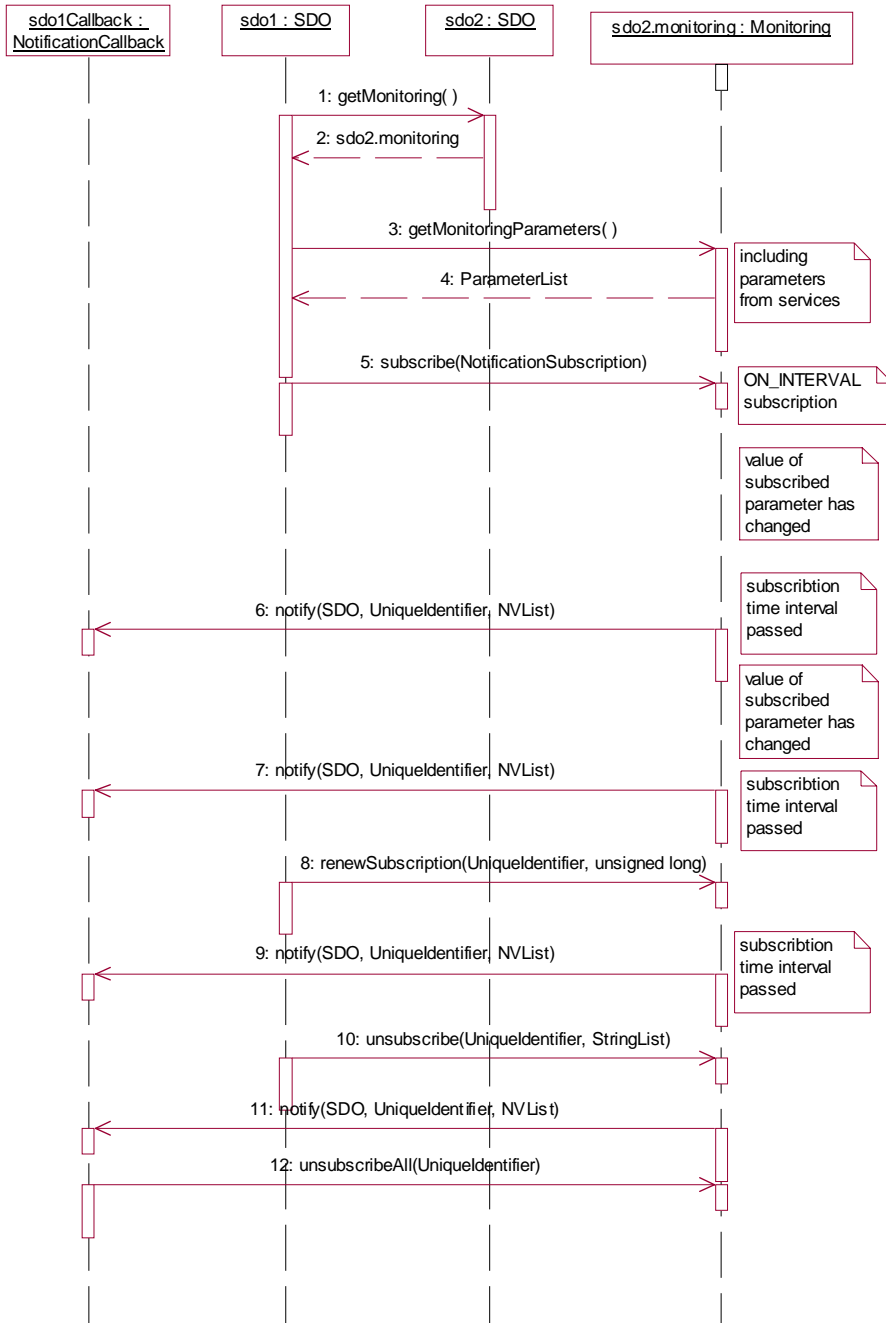 sdo1Callback :
NotificationCallback
sdo1 : SDO
sdo2 : SDO
sdo2.monitoring : Monitoring
1: getMonitoring( )
2: sdo2.monitoring
3: getMonitoringParameters( )
including
parameters
from services
4: ParameterList
5: subscribe(NotificationSubscription)
ON_INTERVAL
subscription
value of
subscribed
parameter has
changed
subscribtion
time interval
passed
6: notify(SDO, UniqueIdentifier, NVList)
value of
subscribed
parameter has
changed
7: notify(SDO, UniqueIdentifier, NVList)
subscribtion
time interval
passed
8: renewSubscription(UniqueIdentifier, unsigned long)
9: notify(SDO, UniqueIdentifier, NVList)
subscribtion
time interval
passed
10: unsubscribe(UniqueIdentifier, StringList)
11: notify(SDO, UniqueIdentifier, NVList)
12: unsubscribeAll(UniqueIdentifier)